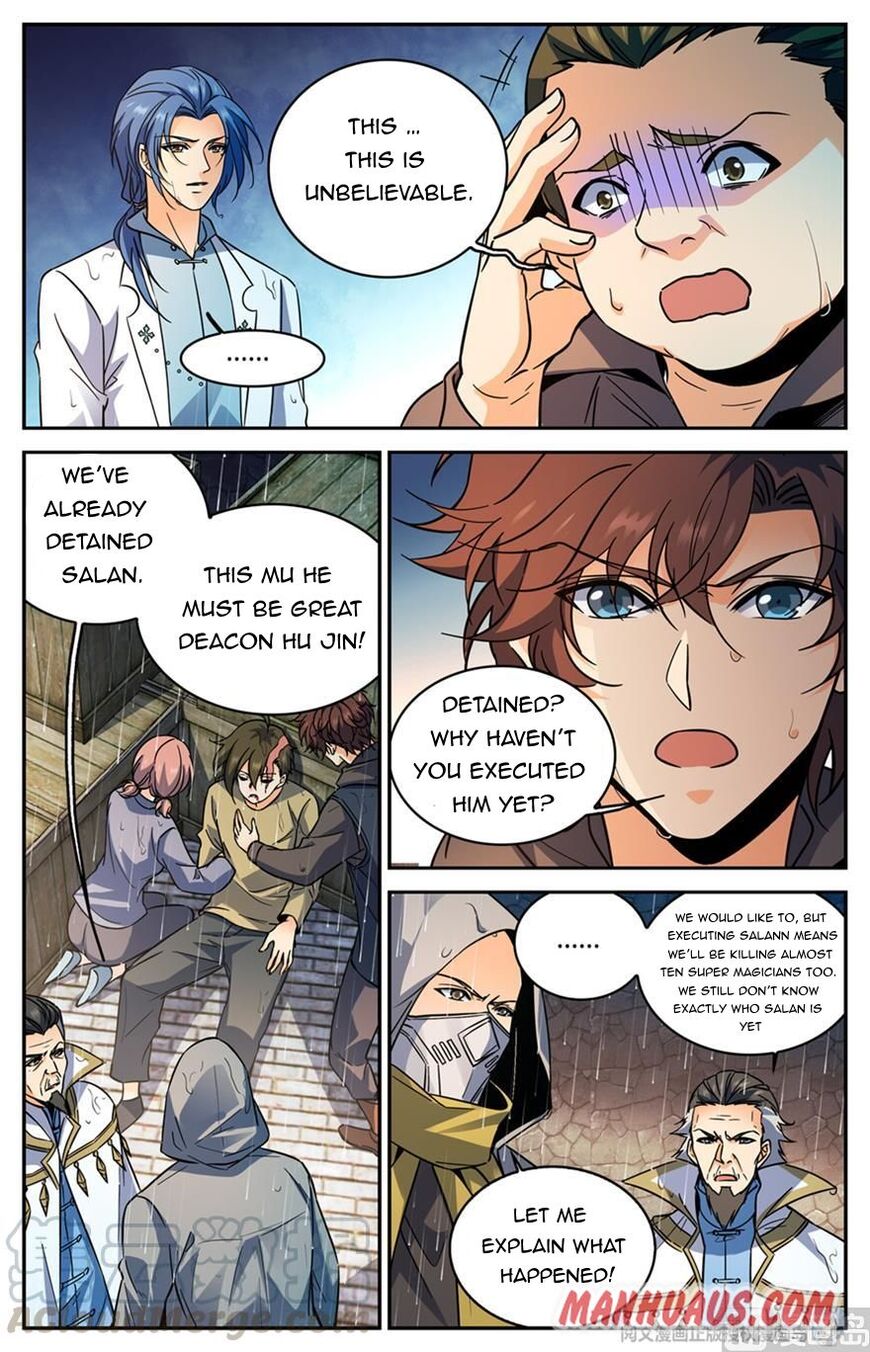 THIS ...
THIS IS
UNBELIEVABLE.
......
WE'VE
ALREADY
DETAINED
SALAN.
THIS MU HE
MUST BE GREAT
DEACON HU JIN!
DETAINED?
WHY HAVEN'T
YOU EXECUTED
HIM YET?
......
WE WOULD LIKE TO, BUT
EXECUTING SALANN MEANS
WE'LL BE KILLING ALMOST
TEN SUPER MAGICIANS TOO.
WE STILL DON'T KNOW
EXACTLY WHO SALAN IS
YET
LET ME
EXPLAIN WHAT
HAPPENED!
MANHUAUS.COM
AcloudMerge.com